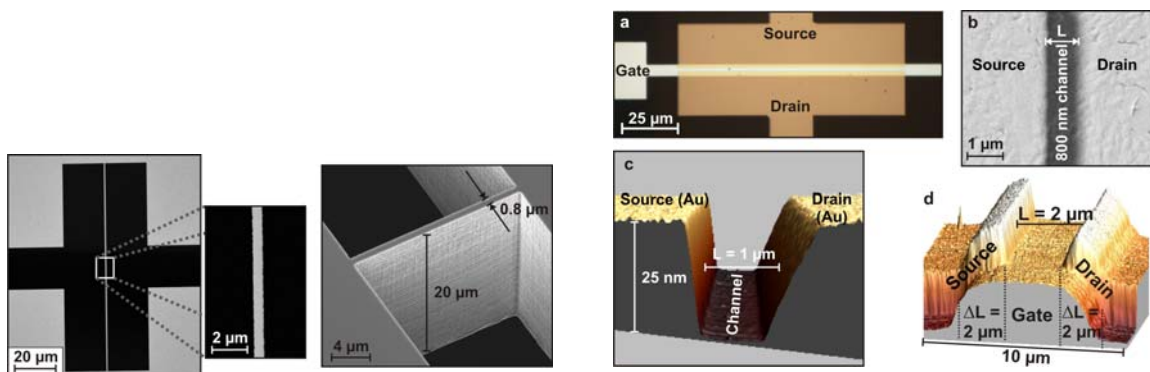 20 µm
2 µm
0.8 µm
20 µm
4 µm
a
Source
Gate
Drain
25 µm
b
L
Source
Drain
800 nm channel
1 µm
c
Source (Au)
Drain
(Au)
L = 1 µm
25 nm
Channel
d
L = 2 µm
Source
Drain
ΔL =
2 µm
Gate
ΔL =
2 µm
10 µm